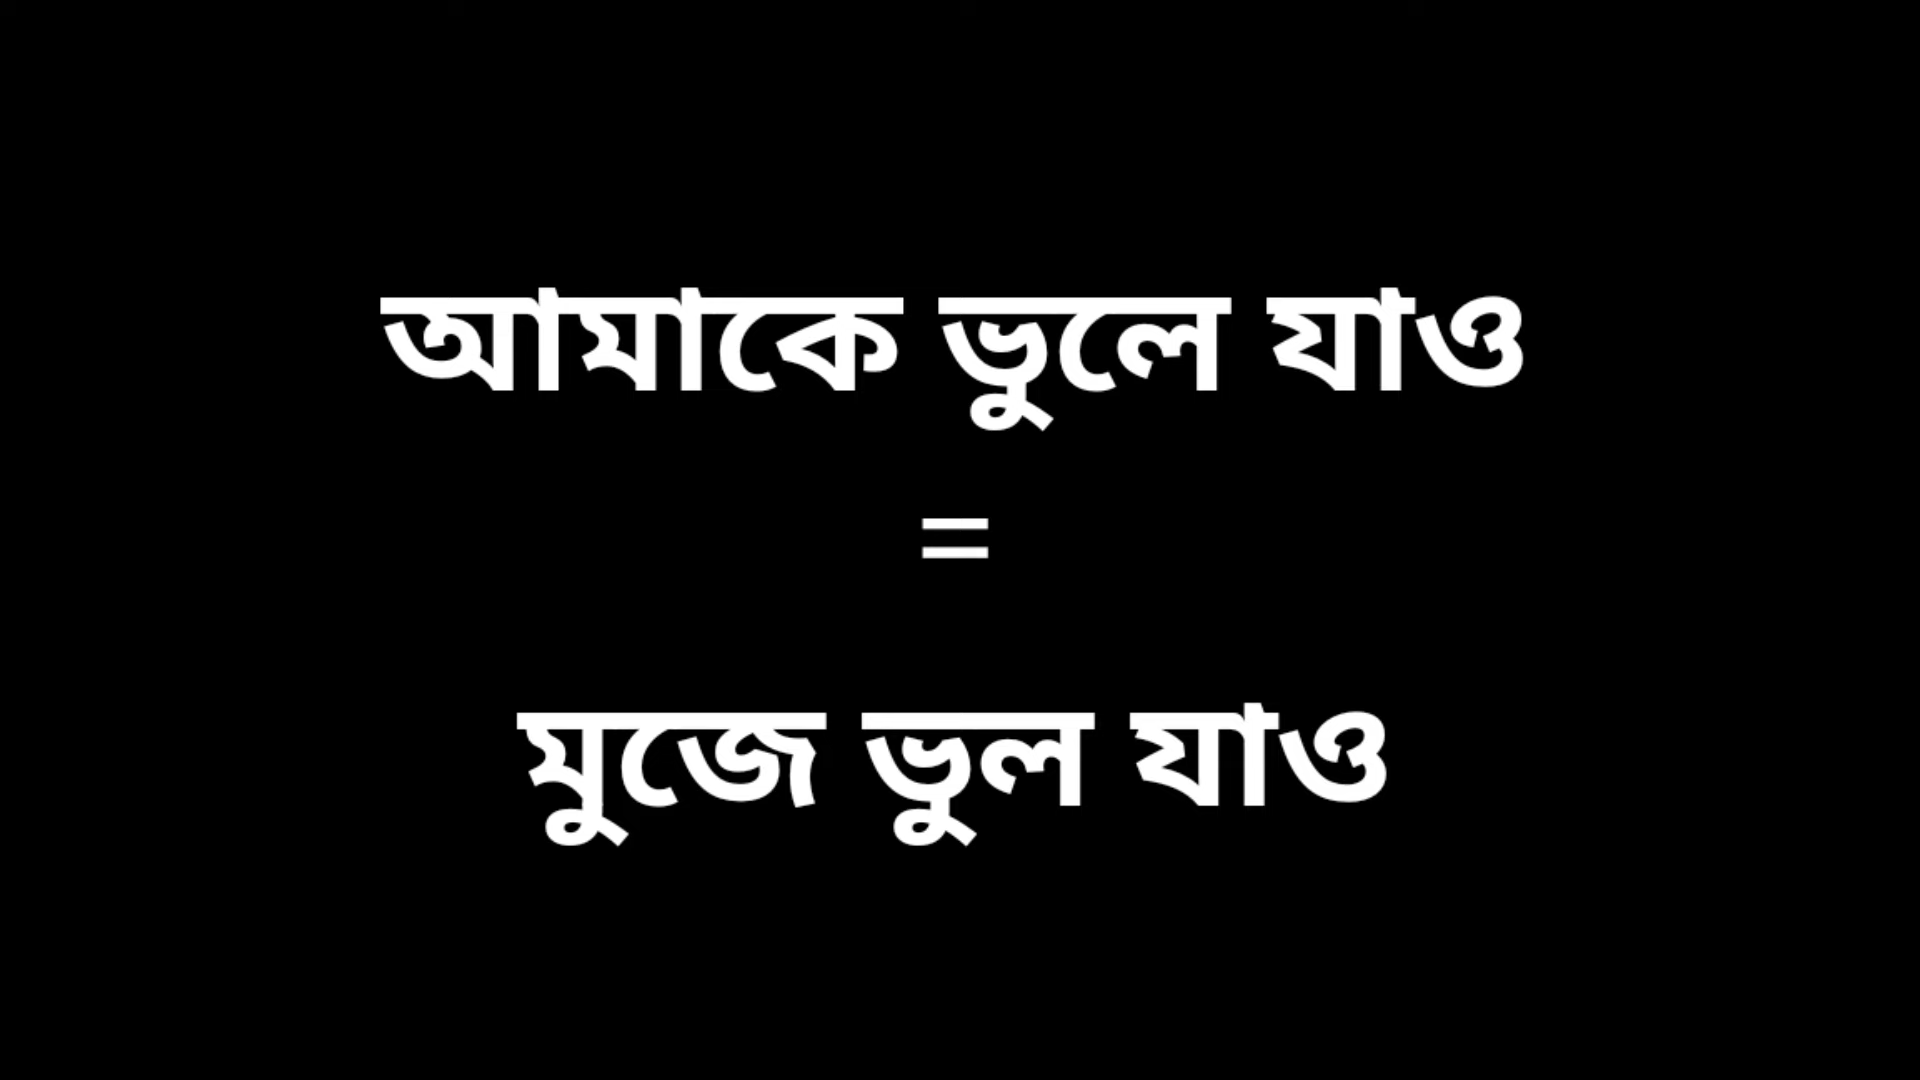 আমাকে ভুলে যাও
=
মুজে ভুল যাও